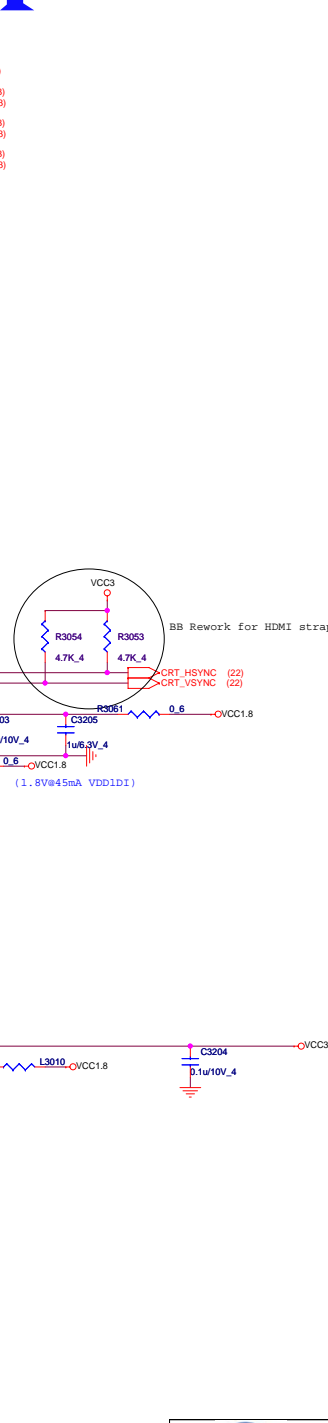 VCC3
R3054
R3053
BB Rework for HDMI strap
4.7K_4
4.7K_4
CRT_HSYNC (22)
CRT_VSYNC (22)
R3061
0_6
VCC1.8
03
C3205
/10V_4
1u/6.3V_4
0_6
VCC1.8
(1.8V@45mA VDD1DI)
VCC3
C3204
L3010
VCC1.8
0.1u/10V_4